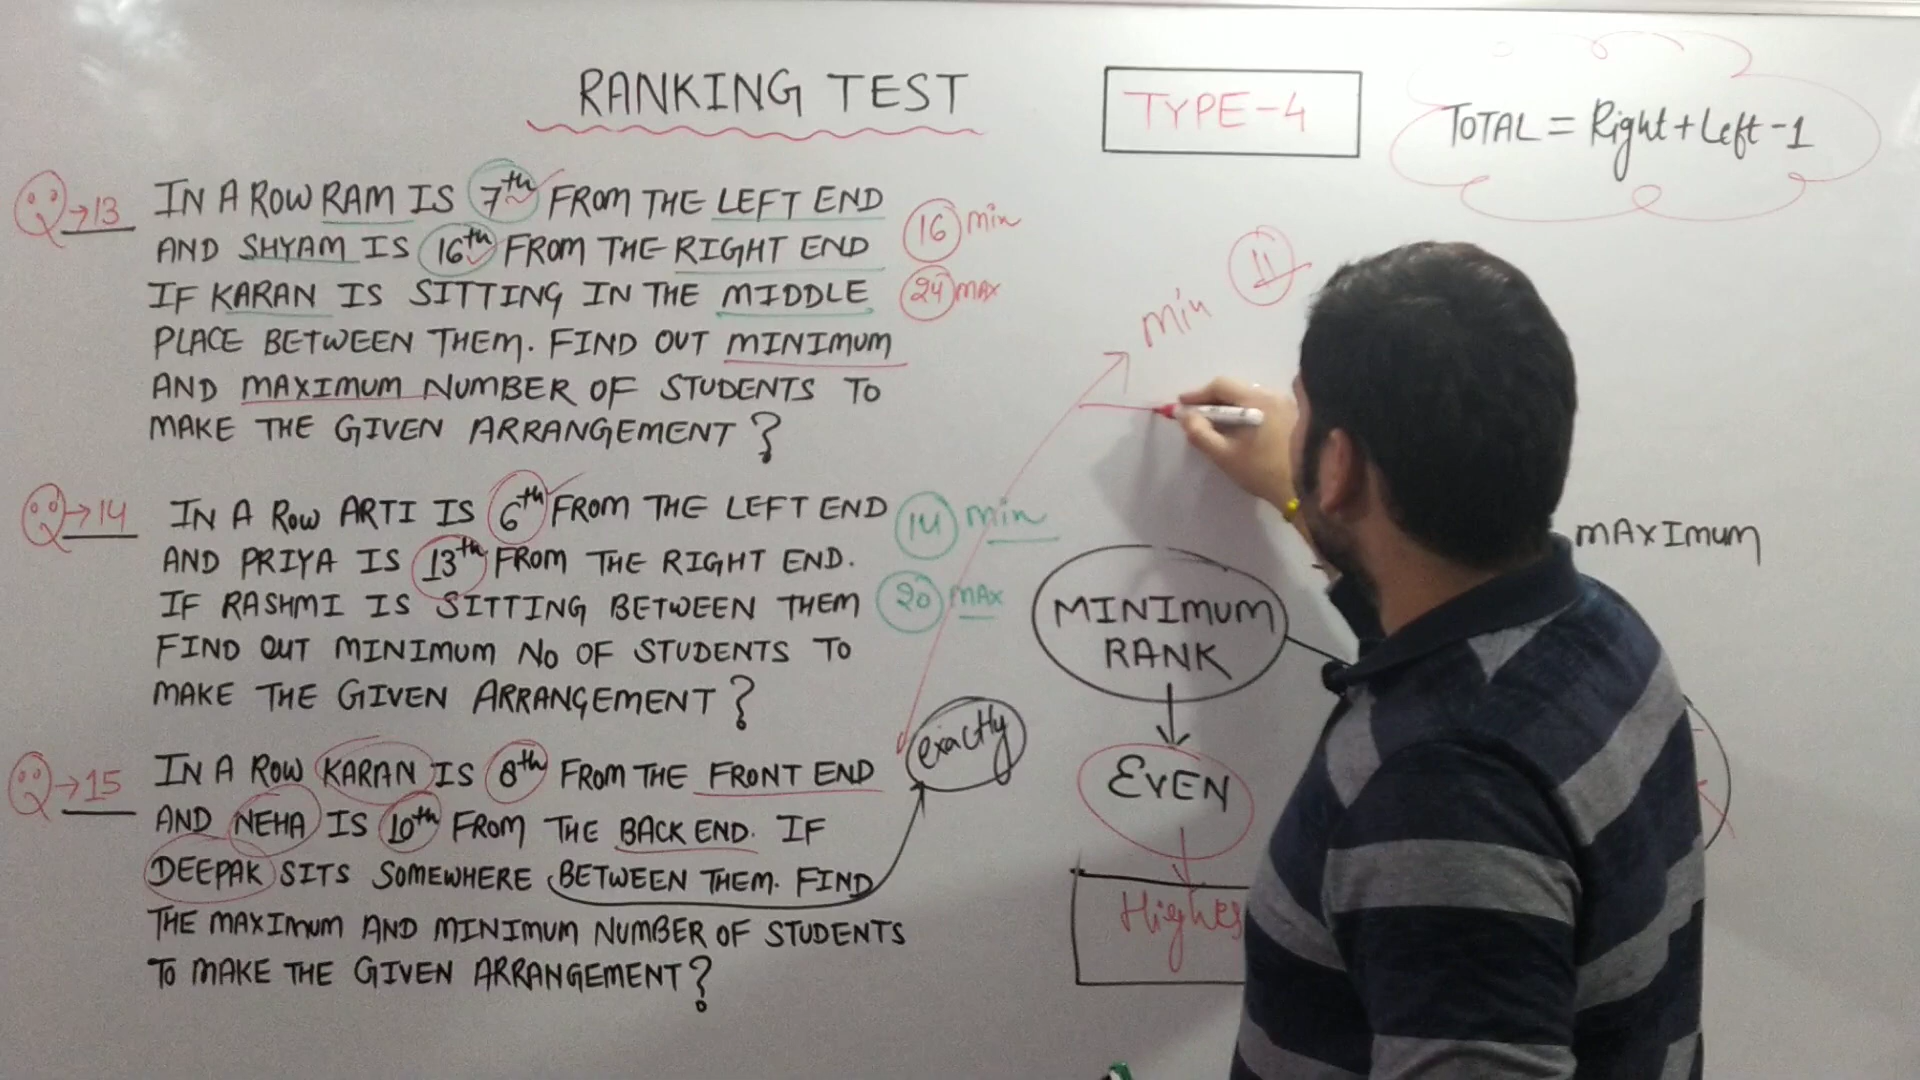 RANKING TEST
TYPE-4
TOTAL = Right + Left - 1
Q→13 IN A ROW RAM IS 7th FROM THE LEFT END
AND SHYAM IS 16th FROM THE RIGHT END
IF KARAN IS SITTING IN THE MIDDLE
PLACE BETWEEN THEM. FIND OUT MINIMUM
AND MAXIMUM NUMBER OF STUDENTS TO
MAKE THE GIVEN ARRANGEMENT?
16 min
24 max
Q→14 IN A ROW ARTI IS 6th FROM THE LEFT END
AND PRIYA IS 13th FROM THE RIGHT END.
IF RASHMI IS SITTING BETWEEN THEM
FIND OUT MINIMUM NO OF STUDENTS TO
MAKE THE GIVEN ARRANGEMENT?
14 min
20 max
Q→15 IN A ROW KARAN IS 8th FROM THE FRONT END
AND NEHA IS 10th FROM THE BACK END. IF
DEEPAK SITS SOMEWHERE BETWEEN THEM. FIND
THE MAXIMUM AND MINIMUM NUMBER OF STUDENTS
TO MAKE THE GIVEN ARRANGEMENT?
exactly
min 11
MINIMUM
RANK
EVEN
MAXIMUM